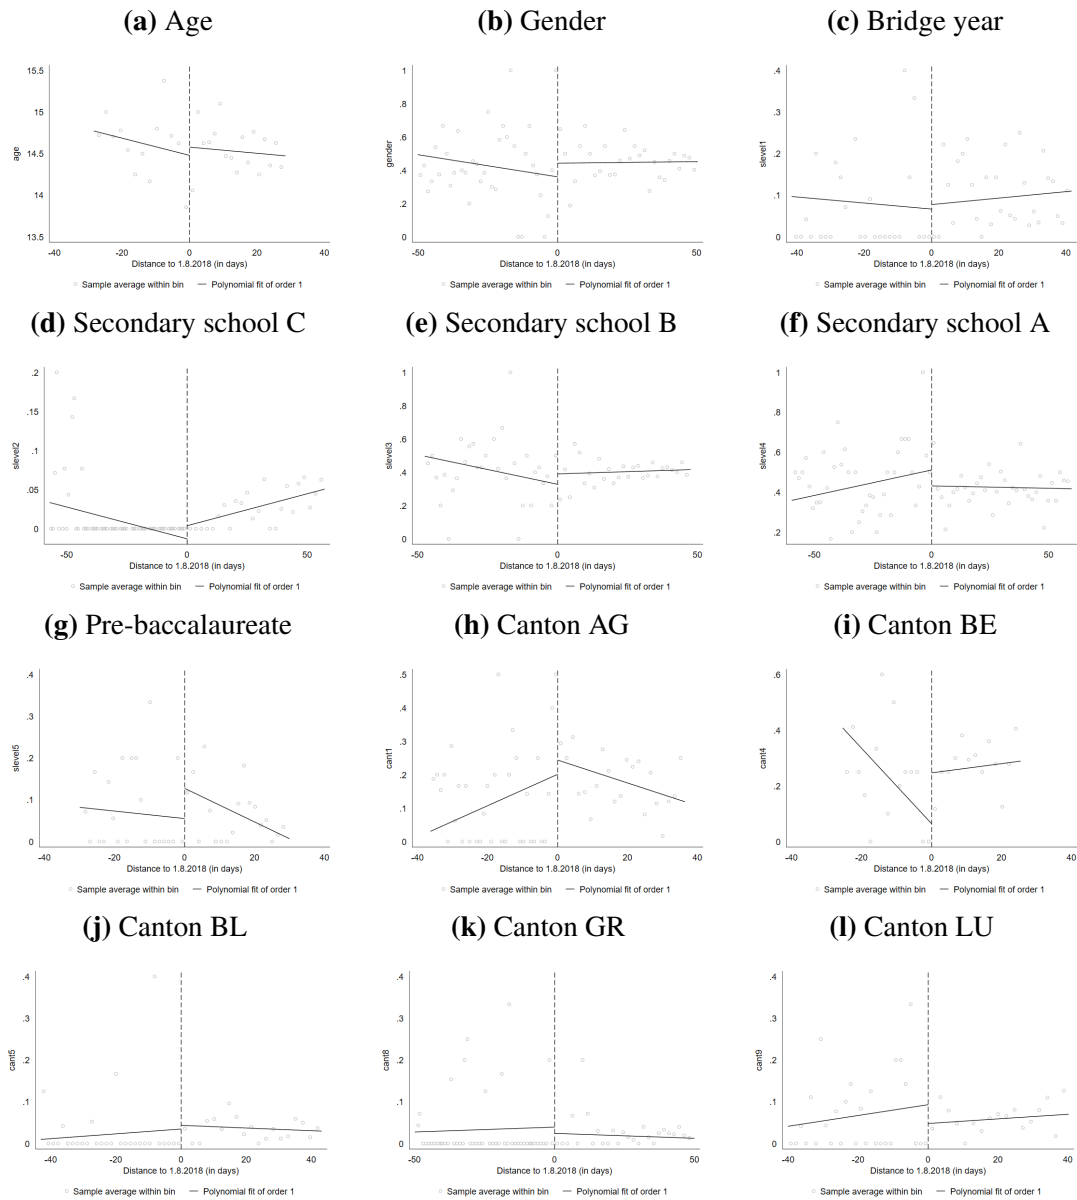 (a) Age
(b) Gender
(c) Bridge year
15.5
15
14.5
14
13.5
age
-40
-20
0
20
40
Distance to 1.8.2018 (in days)
Sample average within bin
Polynomial fit of order 1
1
.8
.6
.4
.2
0
gender
-50
0
50
Distance to 1.8.2018 (in days)
Sample average within bin
Polynomial fit of order 1
.4
.3
.2
.1
0
slevel1
-40
-20
0
20
40
Distance to 1.8.2018 (in days)
Sample average within bin
Polynomial fit of order 1
(d) Secondary school C
(e) Secondary school B
(f) Secondary school A
.2
.15
.1
.05
0
slevel2
-50
0
50
Distance to 1.8.2018 (in days)
Sample average within bin
Polynomial fit of order 1
1
.8
.6
.4
.2
0
slevel3
-50
0
50
Distance to 1.8.2018 (in days)
Sample average within bin
Polynomial fit of order 1
1
.8
.6
.4
.2
slevel4
-50
0
50
Distance to 1.8.2018 (in days)
Sample average within bin
Polynomial fit of order 1
(g) Pre-baccalaureate
(h) Canton AG
(i) Canton BE
.4
.3
.2
.1
0
slevel5
-40
-20
0
20
40
Distance to 1.8.2018 (in days)
Sample average within bin
Polynomial fit of order 1
.5
.4
.3
.2
.1
0
cant1
-40
-20
0
20
40
Distance to 1.8.2018 (in days)
Sample average within bin
Polynomial fit of order 1
.6
.4
.2
0
cant4
-40
-20
0
20
40
Distance to 1.8.2018 (in days)
Sample average within bin
Polynomial fit of order 1
(j) Canton BL
(k) Canton GR
(l) Canton LU
.4
.3
.2
.1
0
cant5
-40
-20
0
20
40
Distance to 1.8.2018 (in days)
Sample average within bin
Polynomial fit of order 1
.4
.3
.2
.1
0
cant8
-50
0
50
Distance to 1.8.2018 (in days)
Sample average within bin
Polynomial fit of order 1
.4
.3
.2
.1
0
cant9
-40
-20
0
20
40
Distance to 1.8.2018 (in days)
Sample average within bin
Polynomial fit of order 1